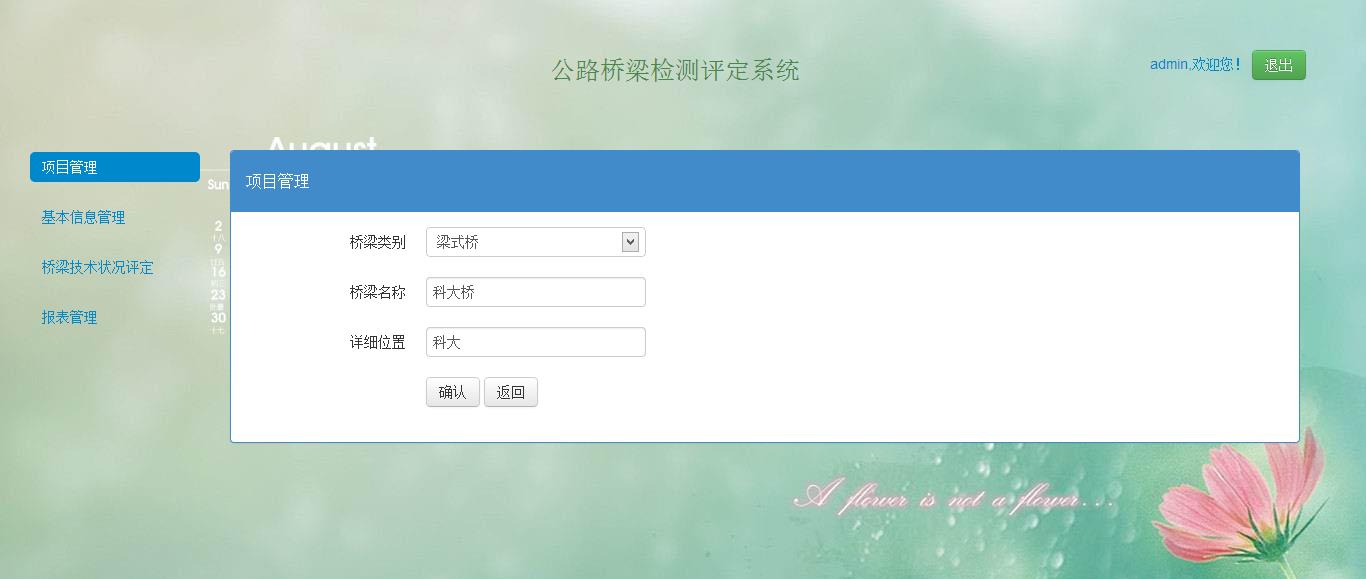 公路桥梁检测评定系统
admin,欢迎您！
退出
August
项目管理
Sun
项目管理
基本信息管理
2
十八
9
桥梁技术状况评定
16
23
报表管理
30
十七
桥梁类别
梁式桥
桥梁名称
科大桥
详细位置
科大
确认
返回
A flower is not a flower...